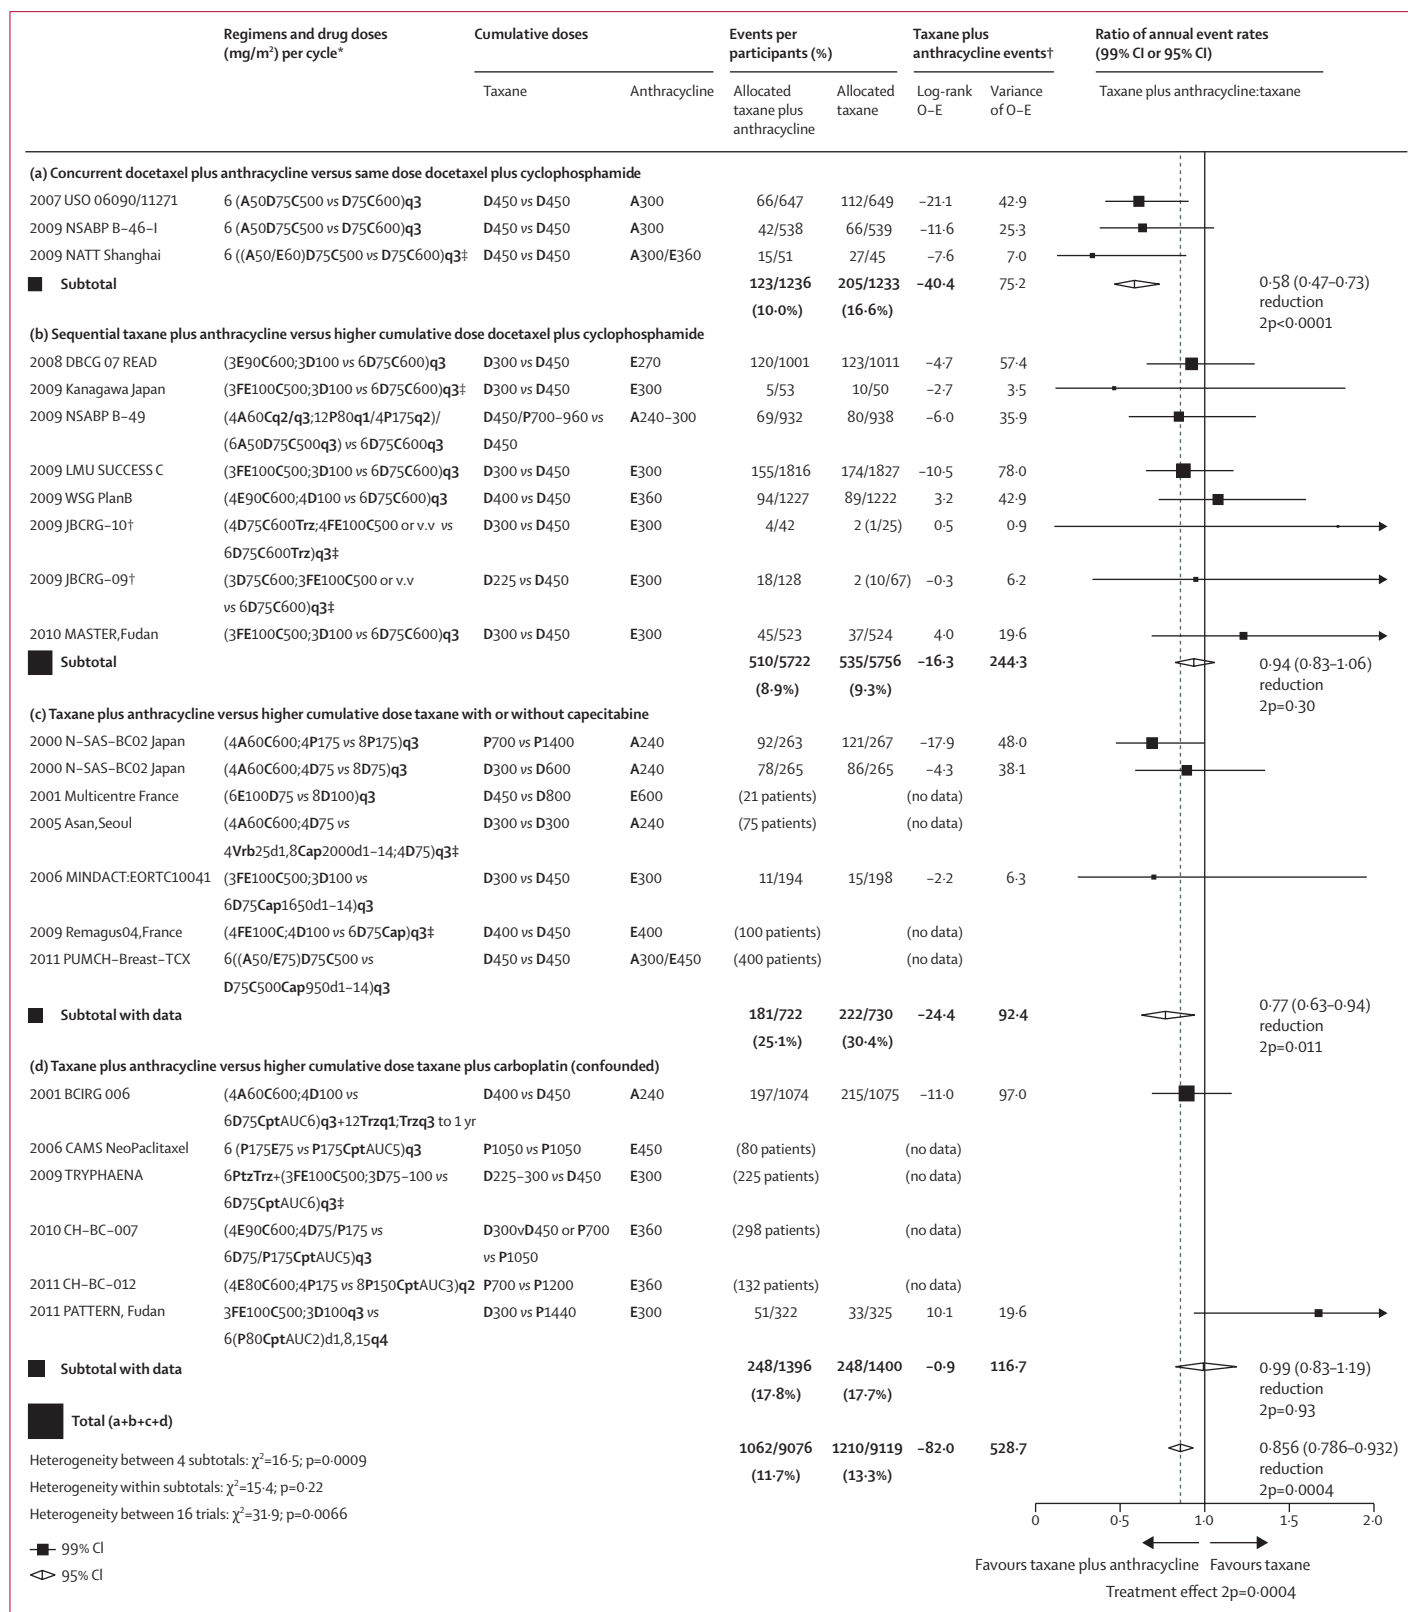 Regimens and drug doses (mg/m²) per cycle*
Cumulative doses
Events per participants (%)
Taxane plus anthracycline events†
Ratio of annual event rates (99% CI or 95% CI)
Taxane
Anthracycline
Allocated taxane plus anthracycline
Allocated taxane
Log-rank O–E
Variance of O–E
Taxane plus anthracycline:taxane
(a) Concurrent docetaxel plus anthracycline versus same dose docetaxel plus cyclophosphamide
2007 USO 06090/11271 6 (A50D75C500 vs D75C600)q3 D450 vs D450 A300 66/647 112/649 –21·1 42·9
2009 NSABP B–46–I 6 (A50D75C500 vs D75C600)q3 D450 vs D450 A300 42/538 66/539 –11·6 25·3
2009 NATT Shanghai 6 ((A50/E60)D75C500 vs D75C600)q3‡ D450 vs D450 A300/E360 15/51 27/45 –7·6 7·0
Subtotal 123/1236 205/1233 –40·4 75·2 0·58 (0·47–0·73)
reduction
(10·0%) (16·6%)
2p<0·0001
(b) Sequential taxane plus anthracycline versus higher cumulative dose docetaxel plus cyclophosphamide
2008 DBCG 07 READ (3E90C600;3D100 vs 6D75C600)q3 D300 vs D450 E270 120/1001 123/1011 –4·7 57·4
2009 Kanagawa Japan (3FE100C500;3D100 vs 6D75C600)q3‡ D300 vs D450 E300 5/53 10/50 –2·7 3·5
2009 NSABP B–49 (4A60Cq2/q3;12P80q1/4P175q2)/ D450/P700–960 vs A240–300 69/932 80/938 –6·0 35·9
(6A50D75C500q3) vs 6D75C600q3 D450
2009 LMU SUCCESS C (3FE100C500;3D100 vs 6D75C600)q3 D300 vs D450 E300 155/1816 174/1827 –10·5 78·0
2009 WSG PlanB (4E90C600;4D100 vs 6D75C600)q3 D400 vs D450 E360 94/1227 89/1222 3·2 42·9
2009 JBCRG–10† (4D75C600Trz;4FE100C500 or v.v vs D300 vs D450 E300 4/42 2 (1/25) 0·5 0·9
6D75C600Trz)q3‡
2009 JBCRG–09† (3D75C600;3FE100C500 or v.v D225 vs D450 E300 18/128 2 (10/67) –0·3 6·2
vs 6D75C600)q3‡
2010 MASTER,Fudan (3FE100C500;3D100 vs 6D75C600)q3 D300 vs D450 E300 45/523 37/524 4·0 19·6
Subtotal 510/5722 535/5756 –16·3 244·3 0·94 (0·83–1·06)
reduction
(8·9%) (9·3%)
2p=0·30
(c) Taxane plus anthracycline versus higher cumulative dose taxane with or without capecitabine
2000 N–SAS–BC02 Japan (4A60C600;4P175 vs 8P175)q3 P700 vs P1400 A240 92/263 121/267 –17·9 48·0
2000 N–SAS–BC02 Japan (4A60C600;4D75 vs 8D75)q3 D300 vs D600 A240 78/265 86/265 –4·3 38·1
2001 Multicentre France (6E100D75 vs 8D100)q3 D450 vs D800 E600 (21 patients) (no data)
2005 Asan,Seoul (4A60C600;4D75 vs D300 vs D300 A240 (75 patients) (no data)
4Vrb25d1,8Cap2000d1–14;4D75)q3‡
2006 MINDACT:EORTC10041 (3FE100C500;3D100 vs D300 vs D450 E300 11/194 15/198 –2·2 6·3
6D75Cap1650d1–14)q3
2009 Remagus04,France (4FE100C;4D100 vs 6D75Cap)q3‡ D400 vs D450 E400 (100 patients) (no data)
2011 PUMCH–Breast–TCX 6((A50/E75)D75C500 vs D450 vs D450 A300/E450 (400 patients) (no data)
D75C500Cap950d1–14)q3
Subtotal with data 181/722 222/730 –24·4 92·4 0·77 (0·63–0·94)
reduction
(25·1%) (30·4%)
2p=0·011
(d) Taxane plus anthracycline versus higher cumulative dose taxane plus carboplatin (confounded)
2001 BCIRG 006 (4A60C600;4D100 vs D400 vs D450 A240 197/1074 215/1075 –11·0 97·0
6D75CptAUC6)q3+12Trzq1;Trzq3 to 1 yr
2006 CAMS NeoPaclitaxel 6 (P175E75 vs P175CptAUC5)q3 P1050 vs P1050 E450 (80 patients) (no data)
2009 TRYPHAENA 6PtzTrz+(3FE100C500;3D75–100 vs D225–300 vs D450 E300 (225 patients) (no data)
6D75CptAUC6)q3‡
2010 CH–BC–007 (4E90C600;4D75/P175 vs D300vD450 or P700 E360 (298 patients) (no data)
6D75/P175CptAUC5)q3 vs P1050
2011 CH–BC–012 (4E80C600;4P175 vs 8P150CptAUC3)q2 P700 vs P1200 E360 (132 patients) (no data)
2011 PATTERN, Fudan 3FE100C500;3D100q3 vs D300 vs P1440 E300 51/322 33/325 10·1 19·6
6(P80CptAUC2)d1,8,15q4
Subtotal with data 248/1396 248/1400 –0·9 116·7 0·99 (0·83–1·19)
reduction
(17·8%) (17·7%)
2p=0·93
Total (a+b+c+d)
1062/9076 1210/9119 –82·0 528·7 0·856 (0·786–0·932)
reduction
(11·7%) (13·3%)
2p=0·0004
Heterogeneity between 4 subtotals: χ²=16·5; p=0·0009
Heterogeneity within subtotals: χ²=15·4; p=0·22
Heterogeneity between 16 trials: χ²=31·9; p=0·0066
99% Cl
95% Cl
0 0·5 1·0 1·5 2·0
Favours taxane plus anthracycline Favours taxane
Treatment effect 2p=0·0004